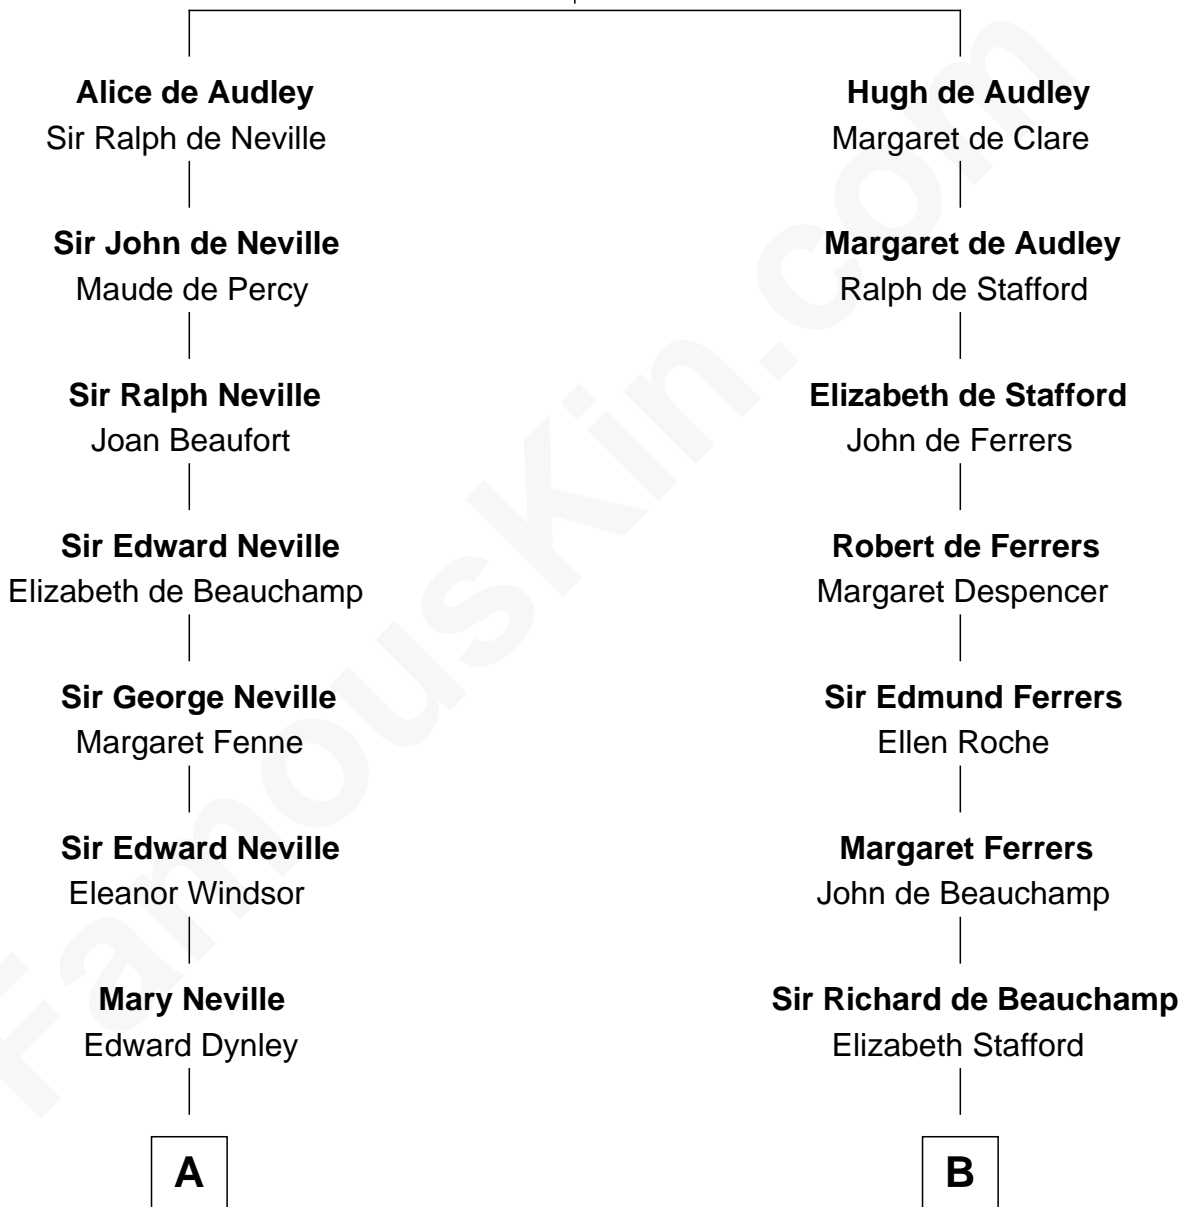 Alice de Audley
Sir Ralph de Neville
Sir John de Neville
Maude de Percy
Sir Ralph Neville
Joan Beaufort
Sir Edward Neville
Elizabeth de Beauchamp
Sir George Neville
Margaret Fenne
Sir Edward Neville
Eleanor Windsor
Mary Neville
Edward Dynley
A
Hugh de Audley
Margaret de Clare
Margaret de Audley
Ralph de Stafford
Elizabeth de Stafford
John de Ferrers
Robert de Ferrers
Margaret Despencer
Sir Edmund Ferrers
Ellen Roche
Margaret Ferrers
John de Beauchamp
Sir Richard de Beauchamp
Elizabeth Stafford
B
FamousKin.com